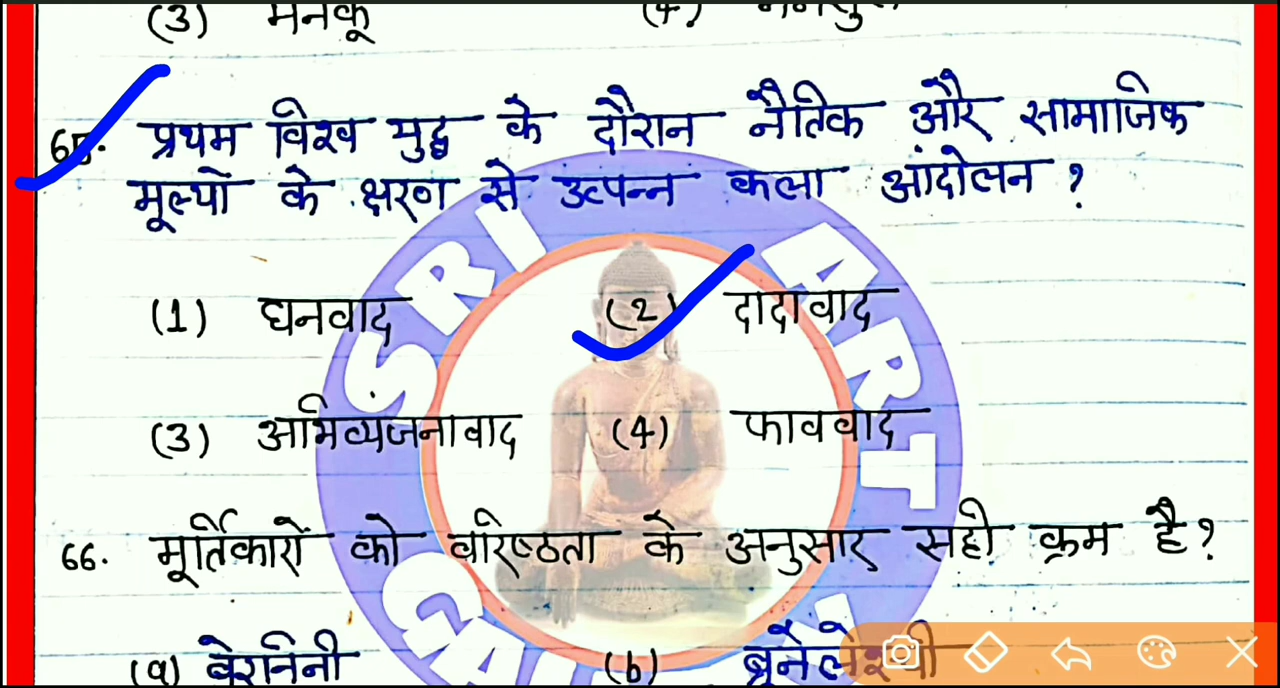 (3) मनकू (4)
65. प्रथम विश्व युद्ध के दौरान नैतिक और सामाजिक
मूल्यों के क्षरण से उत्पन्न कला आंदोलन ?
(1) घनवाद (2) दादावाद
(3) अभिव्यंजनावाद (4) फाववाद
66. मूर्तिकारों को वरिष्ठता के अनुसार सही क्रम है ?
(a) बेरनिनी (b)
SRI ART